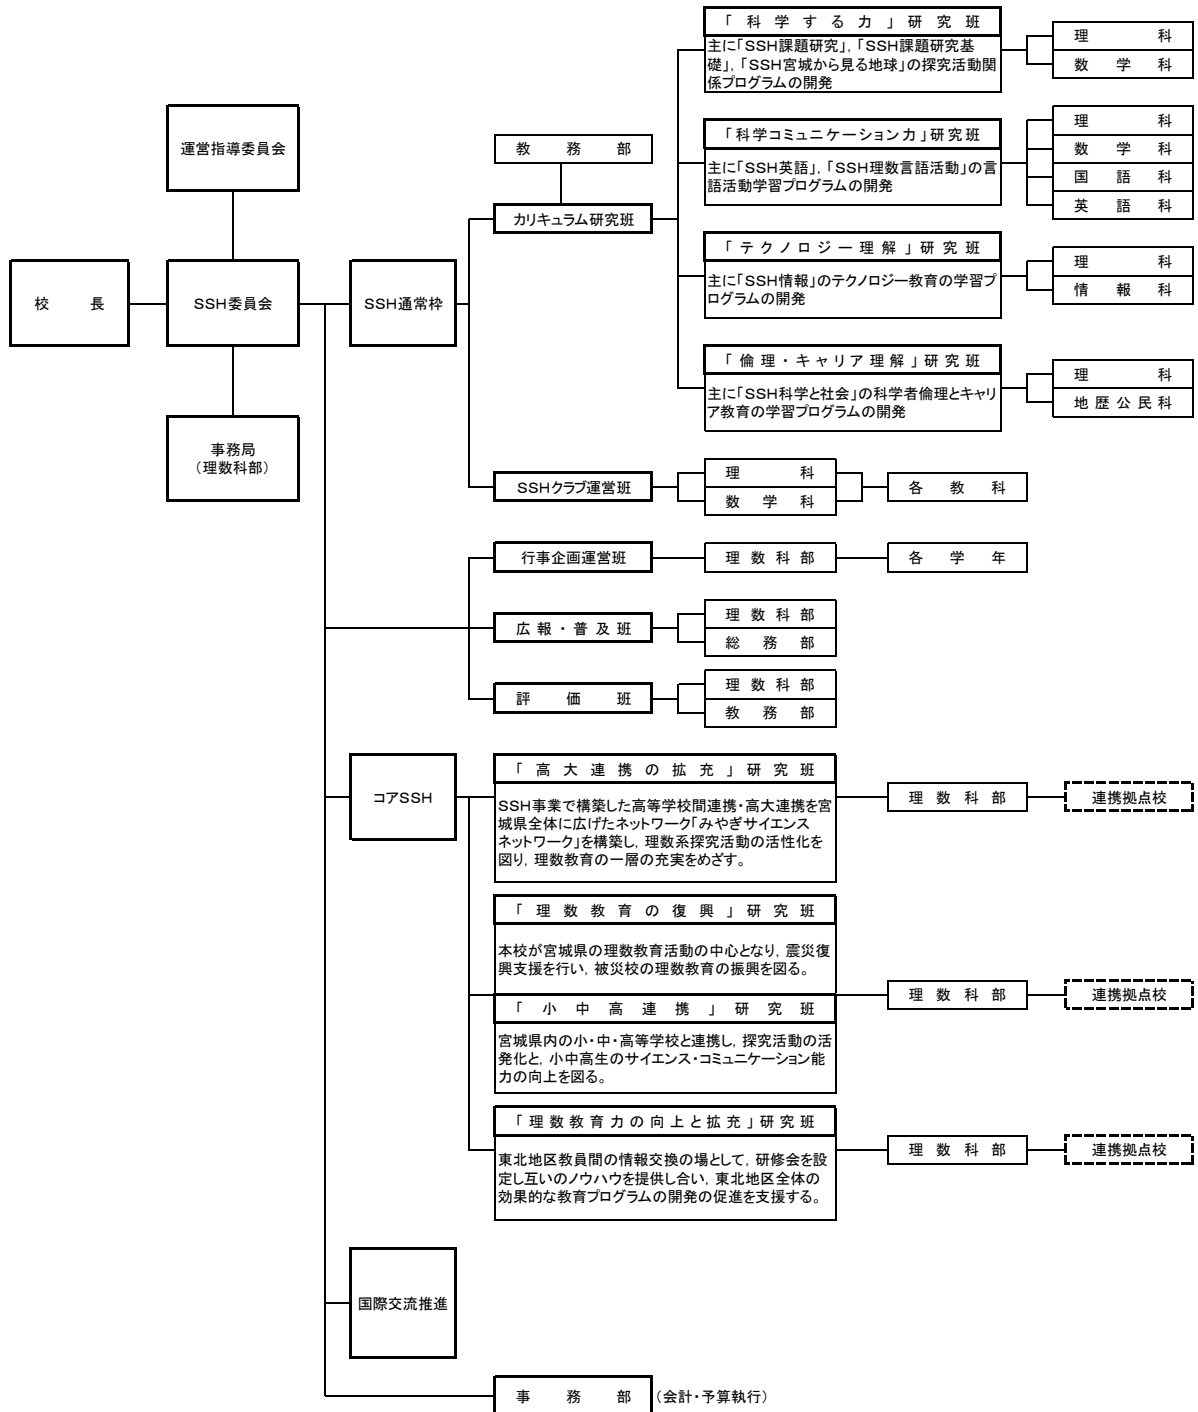 校長
運営指導委員会
SSH委員会
事務局
（理数科部）
SSH通常枠
教務部
カリキュラム研究班
「科学する力」研究班
主に「SSH課題研究」，「SSH課題研究基
礎」，「SSH宮城から見る地球」の探究活動関
係プログラムの開発
理科
数学科
「科学コミュニケーション力」研究班
主に「SSH英語」，「SSH理数言語活動」の言
語活動学習プログラムの開発
理科
数学科
国語科
英語科
「テクノロジー理解」研究班
主に「SSH情報」のテクノロジー教育の学習プ
ログラムの開発
理科
情報科
「倫理・キャリア理解」研究班
主に「SSH科学と社会」の科学者倫理とキャリ
ア教育の学習プログラムの開発
理科
地歴公民科
SSHクラブ運営班
理科
数学科
各教科
行事企画運営班
理数科部
各学年
広報・普及班
理数科部
総務部
評価班
理数科部
教務部
コアSSH
「高大連携の拡充」研究班
SSH事業で構築した高等学校間連携・高大連携を宮
城県全体に広げたネットワーク「みやぎサイエンス
ネットワーク」を構築し，理数系探究活動の活性化を
図り，理数教育の一層の充実をめざす。
理数科部
連携拠点校
「理数教育の復興」研究班
本校が宮城県の理数教育活動の中心となり，震災復
興支援を行い，被災校の理数教育の振興を図る。
「小中高連携」研究班
宮城県内の小・中・高等学校と連携し，探究活動の活
発化と，小中高生のサイエンス・コミュニケーション能
力の向上を図る。
理数科部
連携拠点校
「理数教育力の向上と拡充」研究班
東北地区教員間の情報交換の場として，研修会を設
定し互いのノウハウを提供し合い，東北地区全体の
効果的な教育プログラムの開発の促進を支援する。
理数科部
連携拠点校
国際交流推進
事務部
（会計・予算執行）